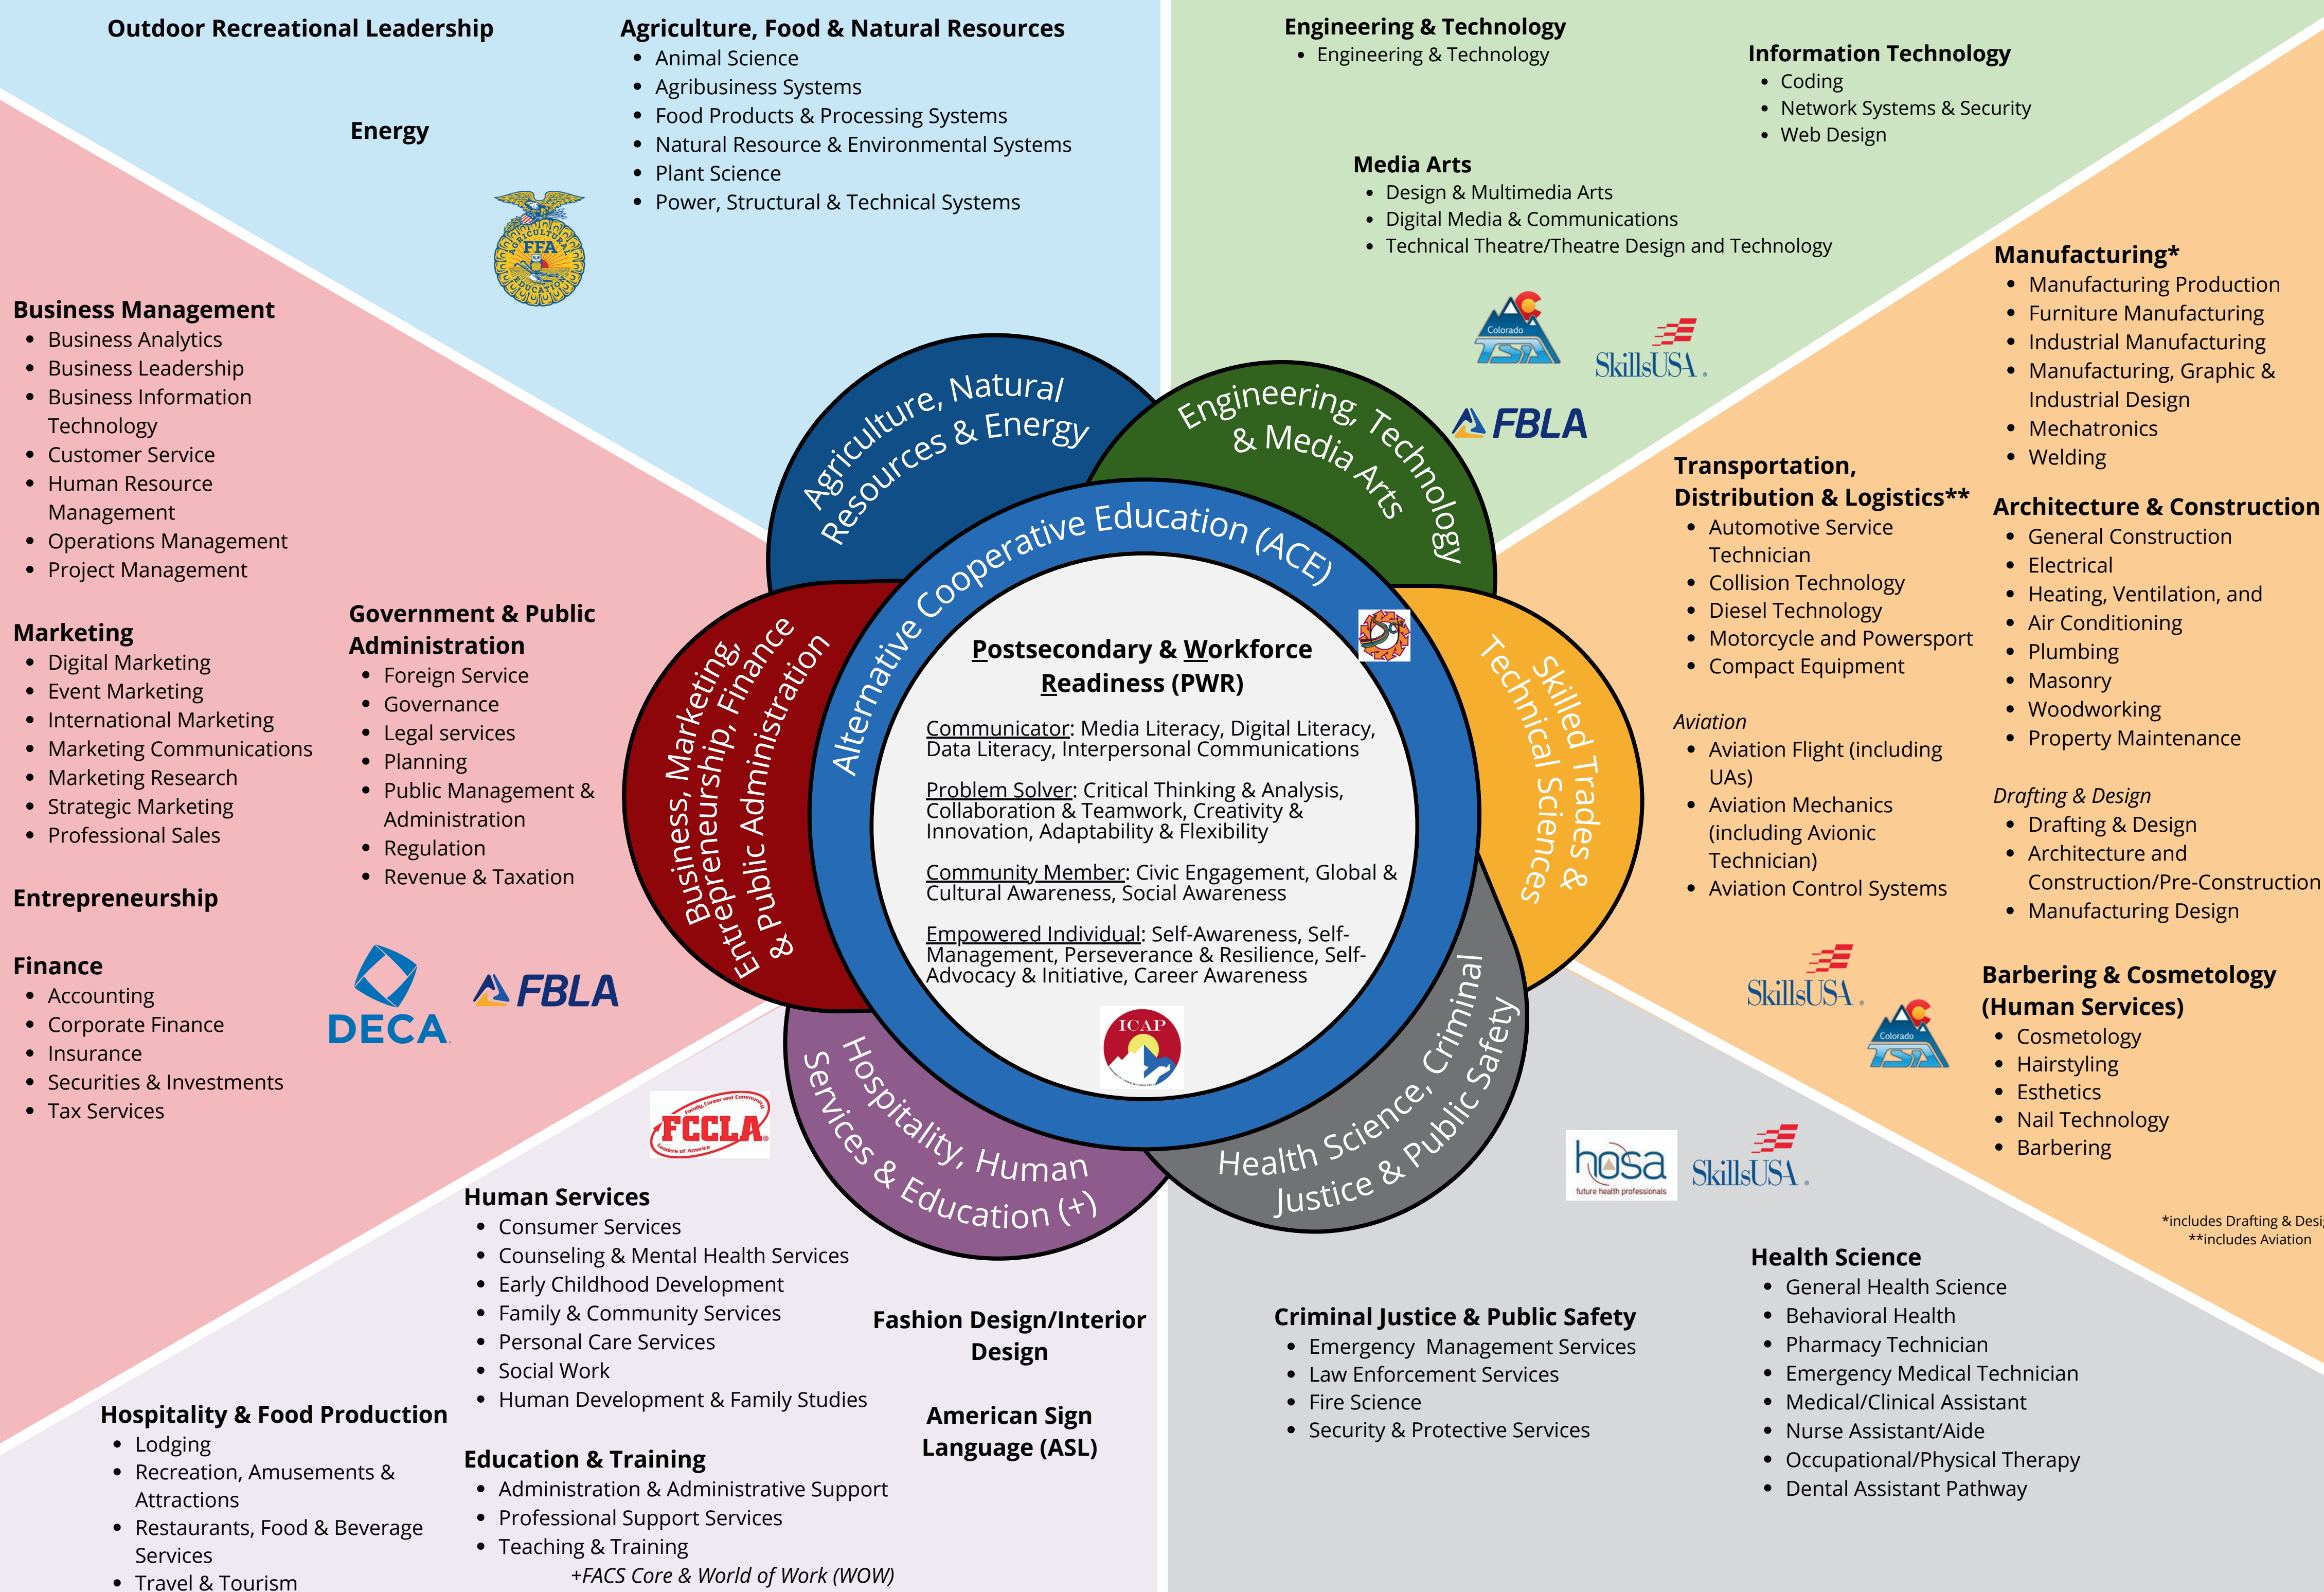 Outdoor Recreational Leadership
Energy
Agriculture, Food & Natural Resources
• Animal Science
• Agribusiness Systems
• Food Products & Processing Systems
• Natural Resource & Environmental Systems
• Plant Science
• Power, Structural & Technical Systems
AGRICULTURAL
FFA
EDUCATION
Engineering & Technology
• Engineering & Technology
Information Technology
• Coding
• Network Systems & Security
• Web Design
Media Arts
• Design & Multimedia Arts
• Digital Media & Communications
• Technical Theatre/Theatre Design and Technology
Colorado
TSA
SkillsUSA
FBLA
Manufacturing*
• Manufacturing Production
• Furniture Manufacturing
• Industrial Manufacturing
• Manufacturing, Graphic &
Industrial Design
• Mechatronics
• Welding
Transportation,
Distribution & Logistics**
• Automotive Service
Technician
• Collision Technology
• Diesel Technology
• Motorcycle and Powersport
• Compact Equipment
Aviation
• Aviation Flight (including
UAs)
• Aviation Mechanics
(including Avionic
Technician)
• Aviation Control Systems
Architecture & Construction
• General Construction
• Electrical
• Heating, Ventilation, and
• Air Conditioning
• Plumbing
• Masonry
• Woodworking
• Property Maintenance
Drafting & Design
• Drafting & Design
• Architecture and
Construction/Pre-Construction
• Manufacturing Design
SkillsUSA
Colorado
TSA
Barbering & Cosmetology
(Human Services)
• Cosmetology
• Hairstyling
• Esthetics
• Nail Technology
• Barbering
*includes Drafting & Desi
**includes Aviation
Business Management
• Business Analytics
• Business Leadership
• Business Information
Technology
• Customer Service
• Human Resource
Management
• Operations Management
• Project Management
Marketing
• Digital Marketing
• Event Marketing
• International Marketing
• Marketing Communications
• Marketing Research
• Strategic Marketing
• Professional Sales
Entrepreneurship
Finance
• Accounting
• Corporate Finance
• Insurance
• Securities & Investments
• Tax Services
Government & Public
Administration
• Foreign Service
• Governance
• Legal services
• Planning
• Public Management &
Administration
• Regulation
• Revenue & Taxation
DECA
FBLA
Agriculture, Natural
Resources & Energy
Engineering, Technology
& Media Arts
Skilled Trades &
Technical Sciences
Health Science, Criminal
Justice & Public Safety
Hospitality, Human
Services & Education (+)
Business, Marketing,
Entrepreneurship, Finance
& Public Administration
Alternative Cooperative Education (ACE)
Postsecondary & Workforce
Readiness (PWR)
Communicator: Media Literacy, Digital Literacy,
Data Literacy, Interpersonal Communications
Problem Solver: Critical Thinking & Analysis,
Collaboration & Teamwork, Creativity &
Innovation, Adaptability & Flexibility
Community Member: Civic Engagement, Global &
Cultural Awareness, Social Awareness
Empowered Individual: Self-Awareness, Self-
Management, Perseverance & Resilience, Self-
Advocacy & Initiative, Career Awareness
ICAP
Family, Career and Community
FCCLA
Leaders of America
Human Services
• Consumer Services
• Counseling & Mental Health Services
• Early Childhood Development
• Family & Community Services
• Personal Care Services
• Social Work
• Human Development & Family Studies
Fashion Design/Interior
Design
American Sign
Language (ASL)
Hospitality & Food Production
• Lodging
• Recreation, Amusements &
Attractions
• Restaurants, Food & Beverage
Services
• Travel & Tourism
Education & Training
• Administration & Administrative Support
• Professional Support Services
• Teaching & Training
+FACS Core & World of Work (WOW)
hosa
future health professionals
SkillsUSA
Criminal Justice & Public Safety
• Emergency Management Services
• Law Enforcement Services
• Fire Science
• Security & Protective Services
Health Science
• General Health Science
• Behavioral Health
• Pharmacy Technician
• Emergency Medical Technician
• Medical/Clinical Assistant
• Nurse Assistant/Aide
• Occupational/Physical Therapy
• Dental Assistant Pathway